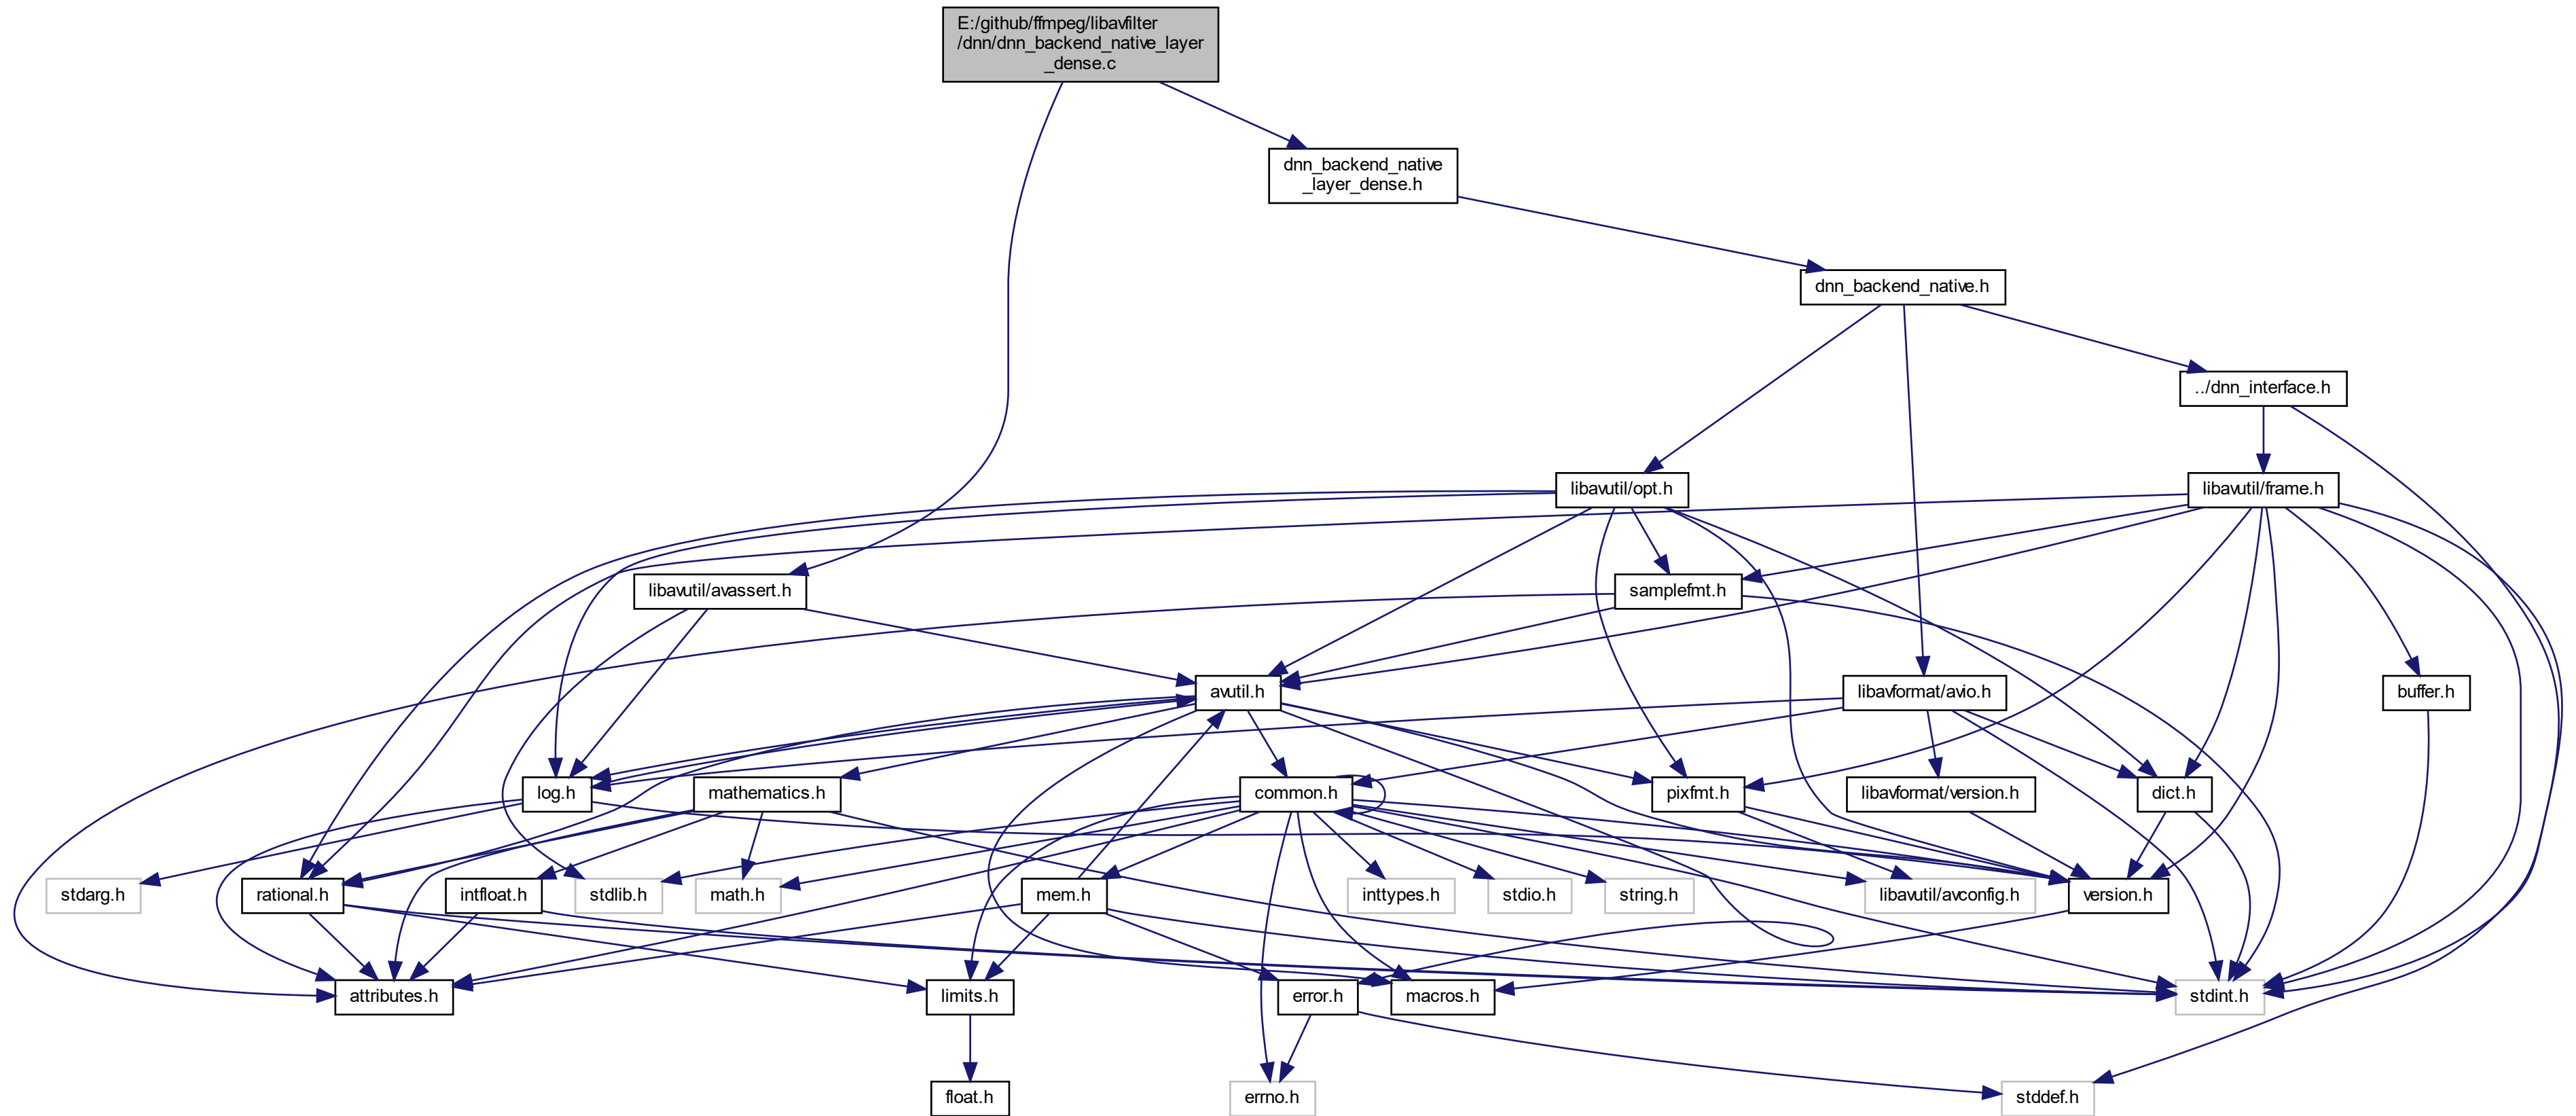 E:/github/ffmpeg/libavfilter
/dnn/dnn_backend_native_layer
_dense.c
dnn_backend_native
_layer_dense.h
dnn_backend_native.h
../dnn_interface.h
libavutil/opt.h
libavutil/frame.h
libavutil/avassert.h
samplefmt.h
avutil.h
libavformat/avio.h
buffer.h
log.h
mathematics.h
common.h
pixfmt.h
libavformat/version.h
dict.h
stdarg.h
rational.h
intfloat.h
stdlib.h
math.h
mem.h
inttypes.h
stdio.h
string.h
libavutil/avconfig.h
version.h
attributes.h
limits.h
error.h
macros.h
stdint.h
float.h
errno.h
stddef.h